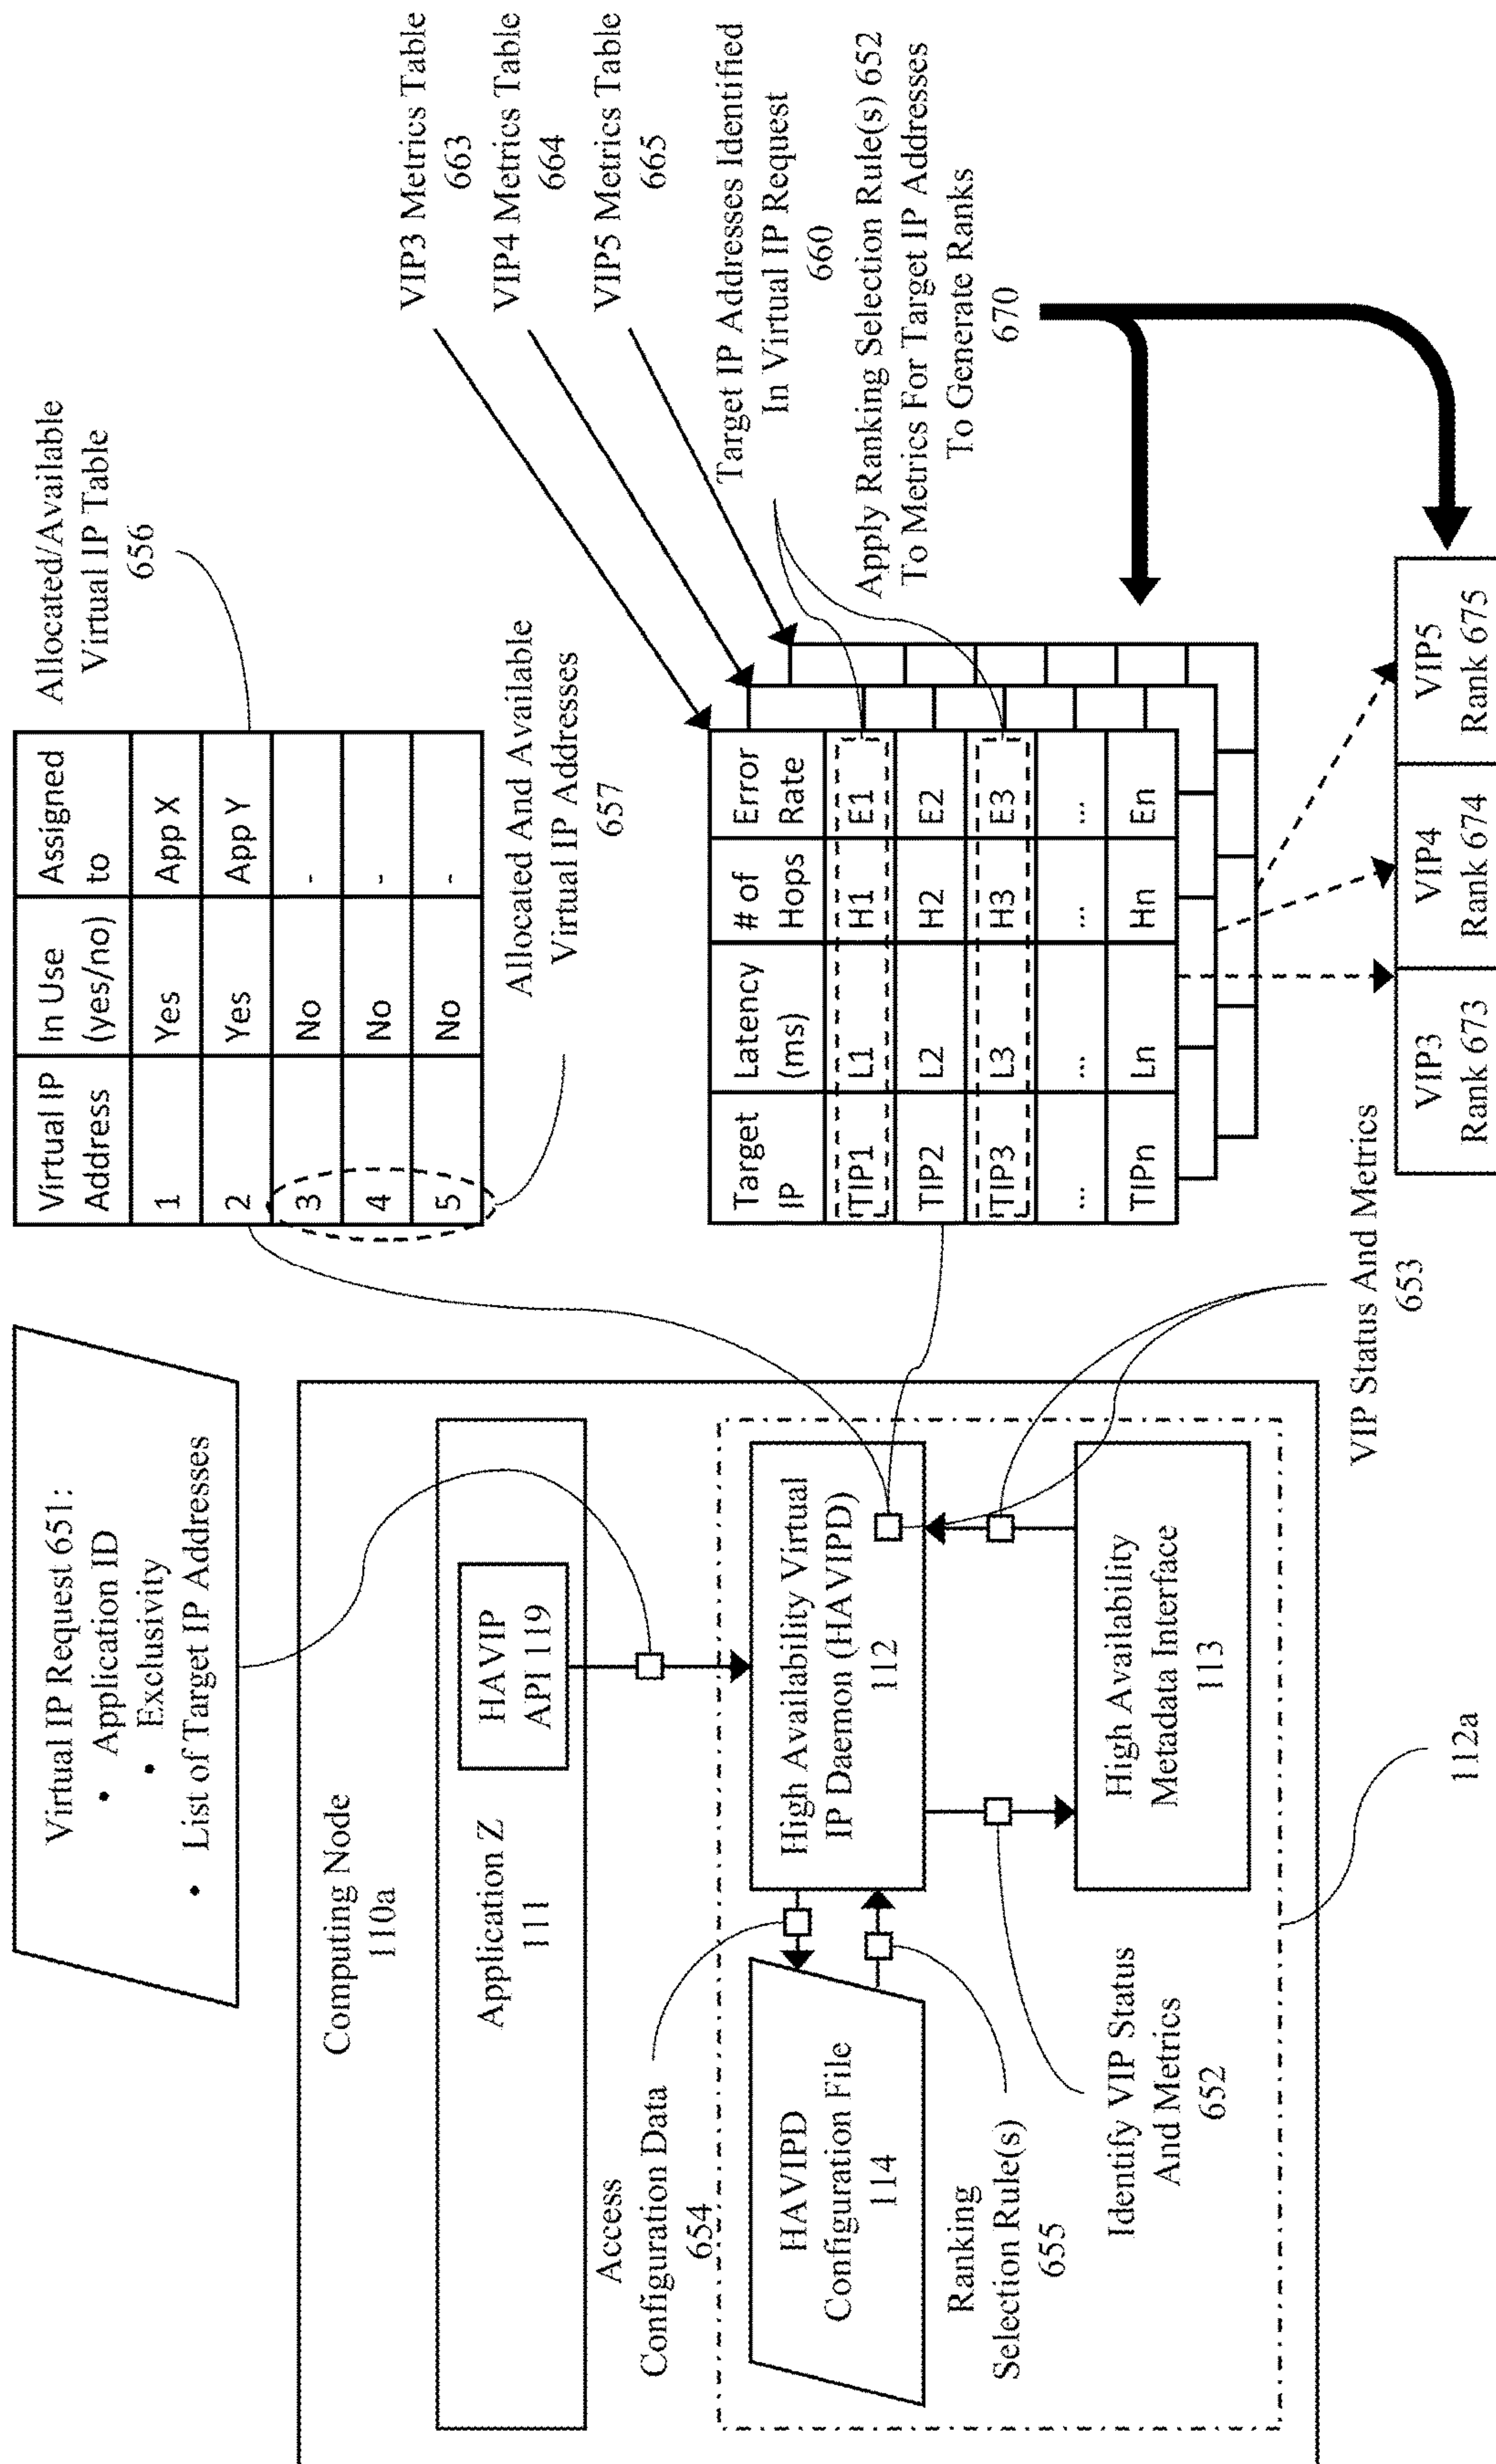 Virtual IP Request 651:
• Application ID
• Exclusivity
• List of Target IP Addresses
Computing Node
110a
Application Z
111
HAVIP
API 119
Access
Configuration Data
654
HAVIPD
Configuration File
114
Ranking
Selection Rule(s)
655
High Availability Virtual
IP Daemon (HAVIPD)
112
Identify VIP Status
And Metrics
652
High Availability
Metadata Interface
113
112a
VIP Status And Metrics
653
Allocated/Available
Virtual IP Table
656
Virtual IP Address | In Use (yes/no) | Assigned to
1 | Yes | App X
2 | Yes | App Y
3 | No | -
4 | No | -
5 | No | -
Allocated And Available
Virtual IP Addresses
657
VIP3 Metrics Table
663
VIP4 Metrics Table
664
VIP5 Metrics Table
665
Target IP Addresses Identified
In Virtual IP Request
660
Apply Ranking Selection Rule(s) 652
To Metrics For Target IP Addresses
To Generate Ranks
670
Target IP | Latency (ms) | # of Hops | Error Rate
TIP1 | L1 | H1 | E1
TIP2 | L2 | H2 | E2
TIP3 | L3 | H3 | E3
... | ... | ... | ...
TIPn | Ln | Hn | En
VIP3
Rank 673
VIP4
Rank 674
VIP5
Rank 675